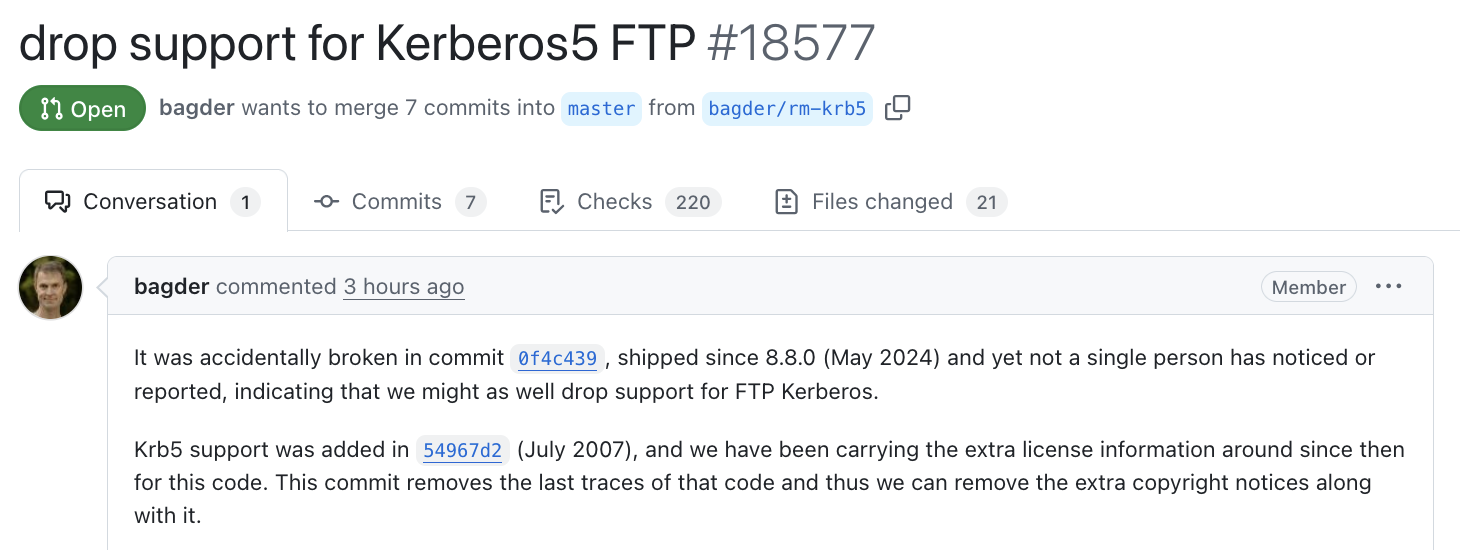 drop support for Kerberos5 FTP #18577
Open bagder wants to merge 7 commits into master from bagder/rm-krb5
Conversation 1 Commits 7 Checks 220 Files changed 21
bagder commented 3 hours ago Member
It was accidentally broken in commit 0f4c439, shipped since 8.8.0 (May 2024) and yet not a single person has noticed or
reported, indicating that we might as well drop support for FTP Kerberos.
Krb5 support was added in 54967d2 (July 2007), and we have been carrying the extra license information around since then
for this code. This commit removes the last traces of that code and thus we can remove the extra copyright notices along
with it.